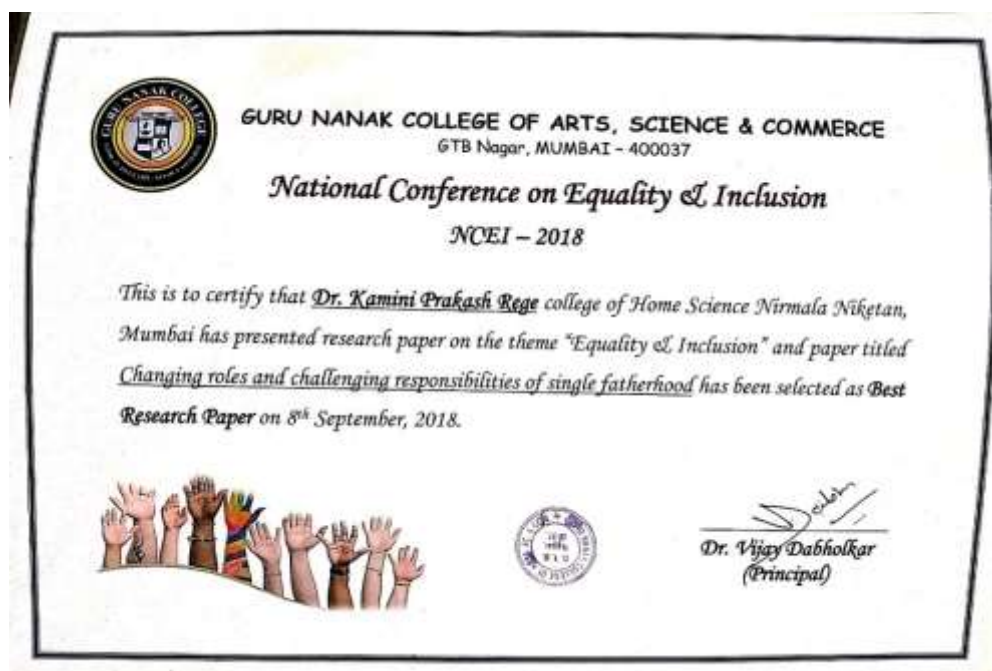 GURU NANAK COLLEGE
GURU NANAK COLLEGE OF ARTS, SCIENCE & COMMERCE
GTB Nagar, MUMBAI - 400037
National Conference on Equality & Inclusion
NCEI – 2018
This is to certify that Dr. Kamini Prakash Rege college of Home Science Nirmala Niketan,
Mumbai has presented research paper on the theme "Equality & Inclusion" and paper titled
Changing roles and challenging responsibilities of single fatherhood has been selected as Best
Research Paper on 8th September, 2018.
Dr. Vijay Dabholkar
(Principal)